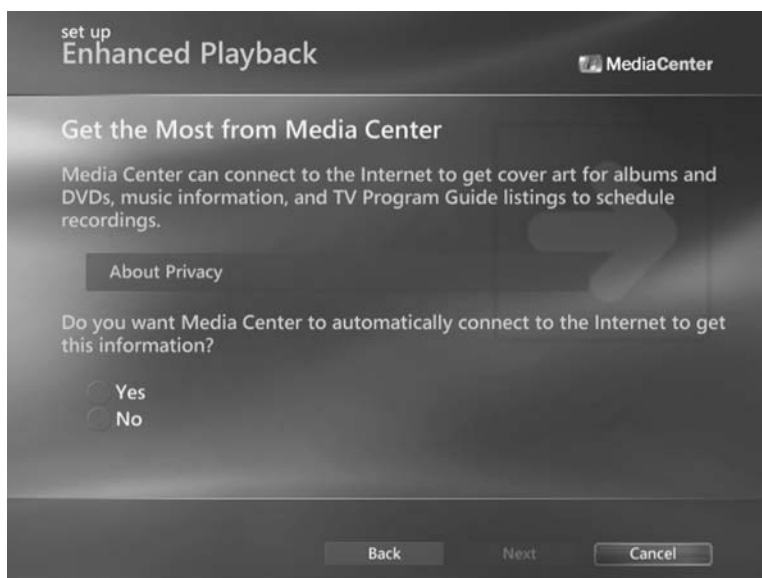 set up
Enhanced Playback
MediaCenter
Get the Most from Media Center
Media Center can connect to the Internet to get cover art for albums and
DVDs, music information, and TV Program Guide listings to schedule
recordings.
About Privacy
Do you want Media Center to automatically connect to the Internet to get
this information?
Yes
No
Back Next Cancel